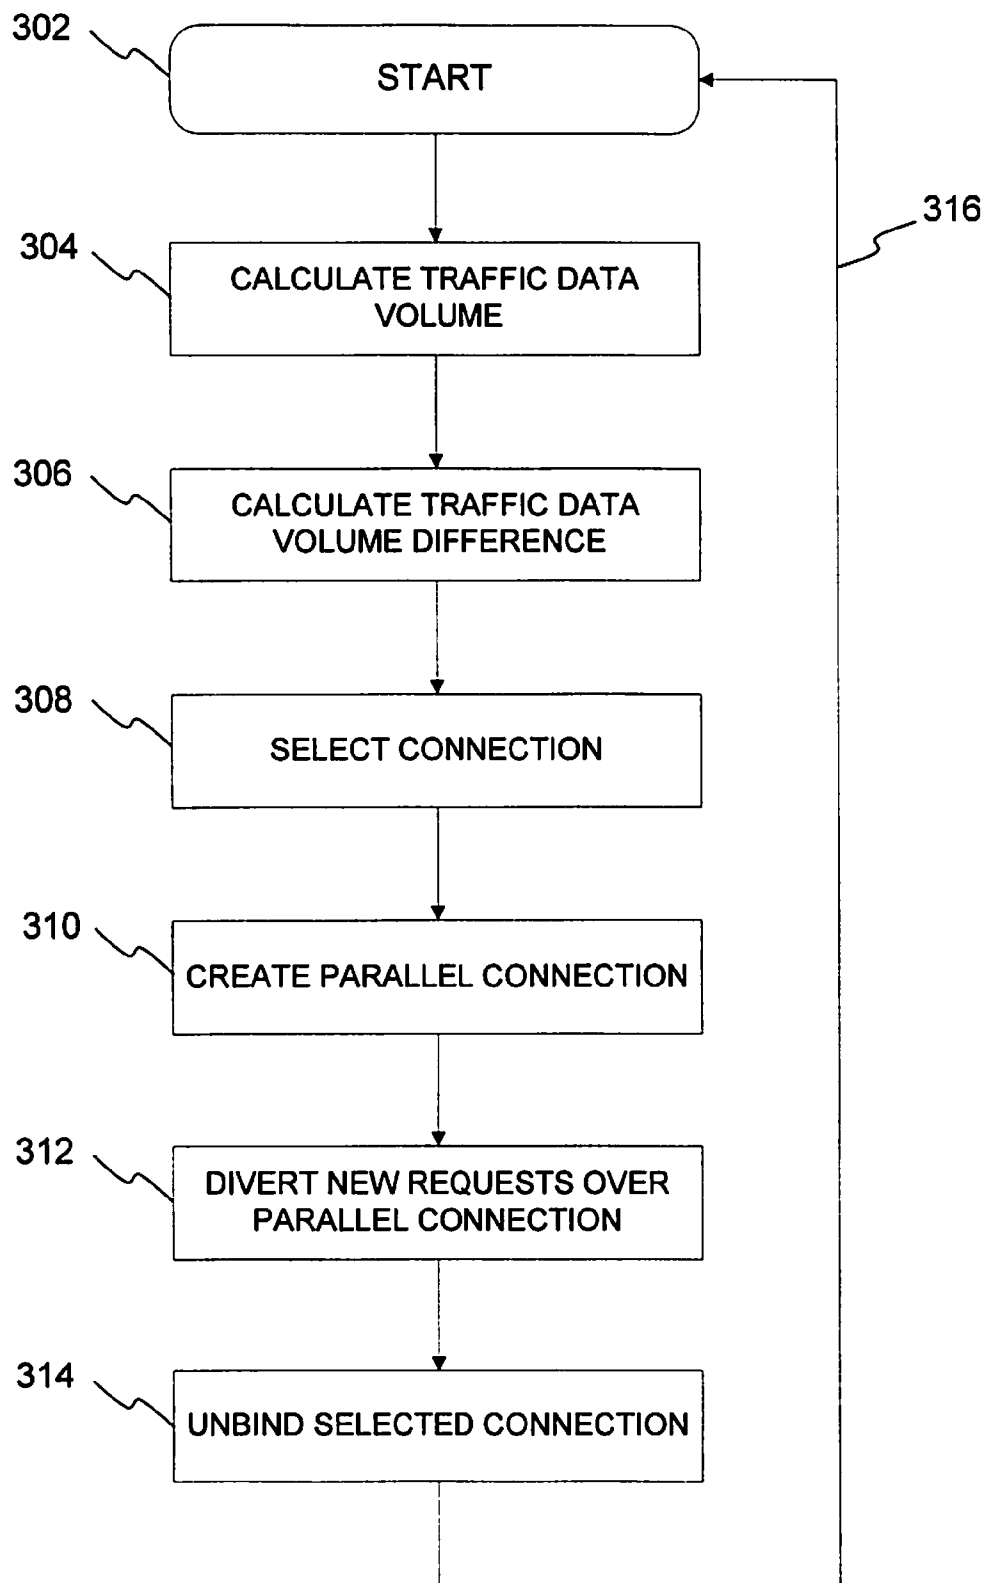 302
START
316
304
CALCULATE TRAFFIC DATA
VOLUME
306
CALCULATE TRAFFIC DATA
VOLUME DIFFERENCE
308
SELECT CONNECTION
310
CREATE PARALLEL CONNECTION
312
DIVERT NEW REQUESTS OVER
PARALLEL CONNECTION
314
UNBIND SELECTED CONNECTION